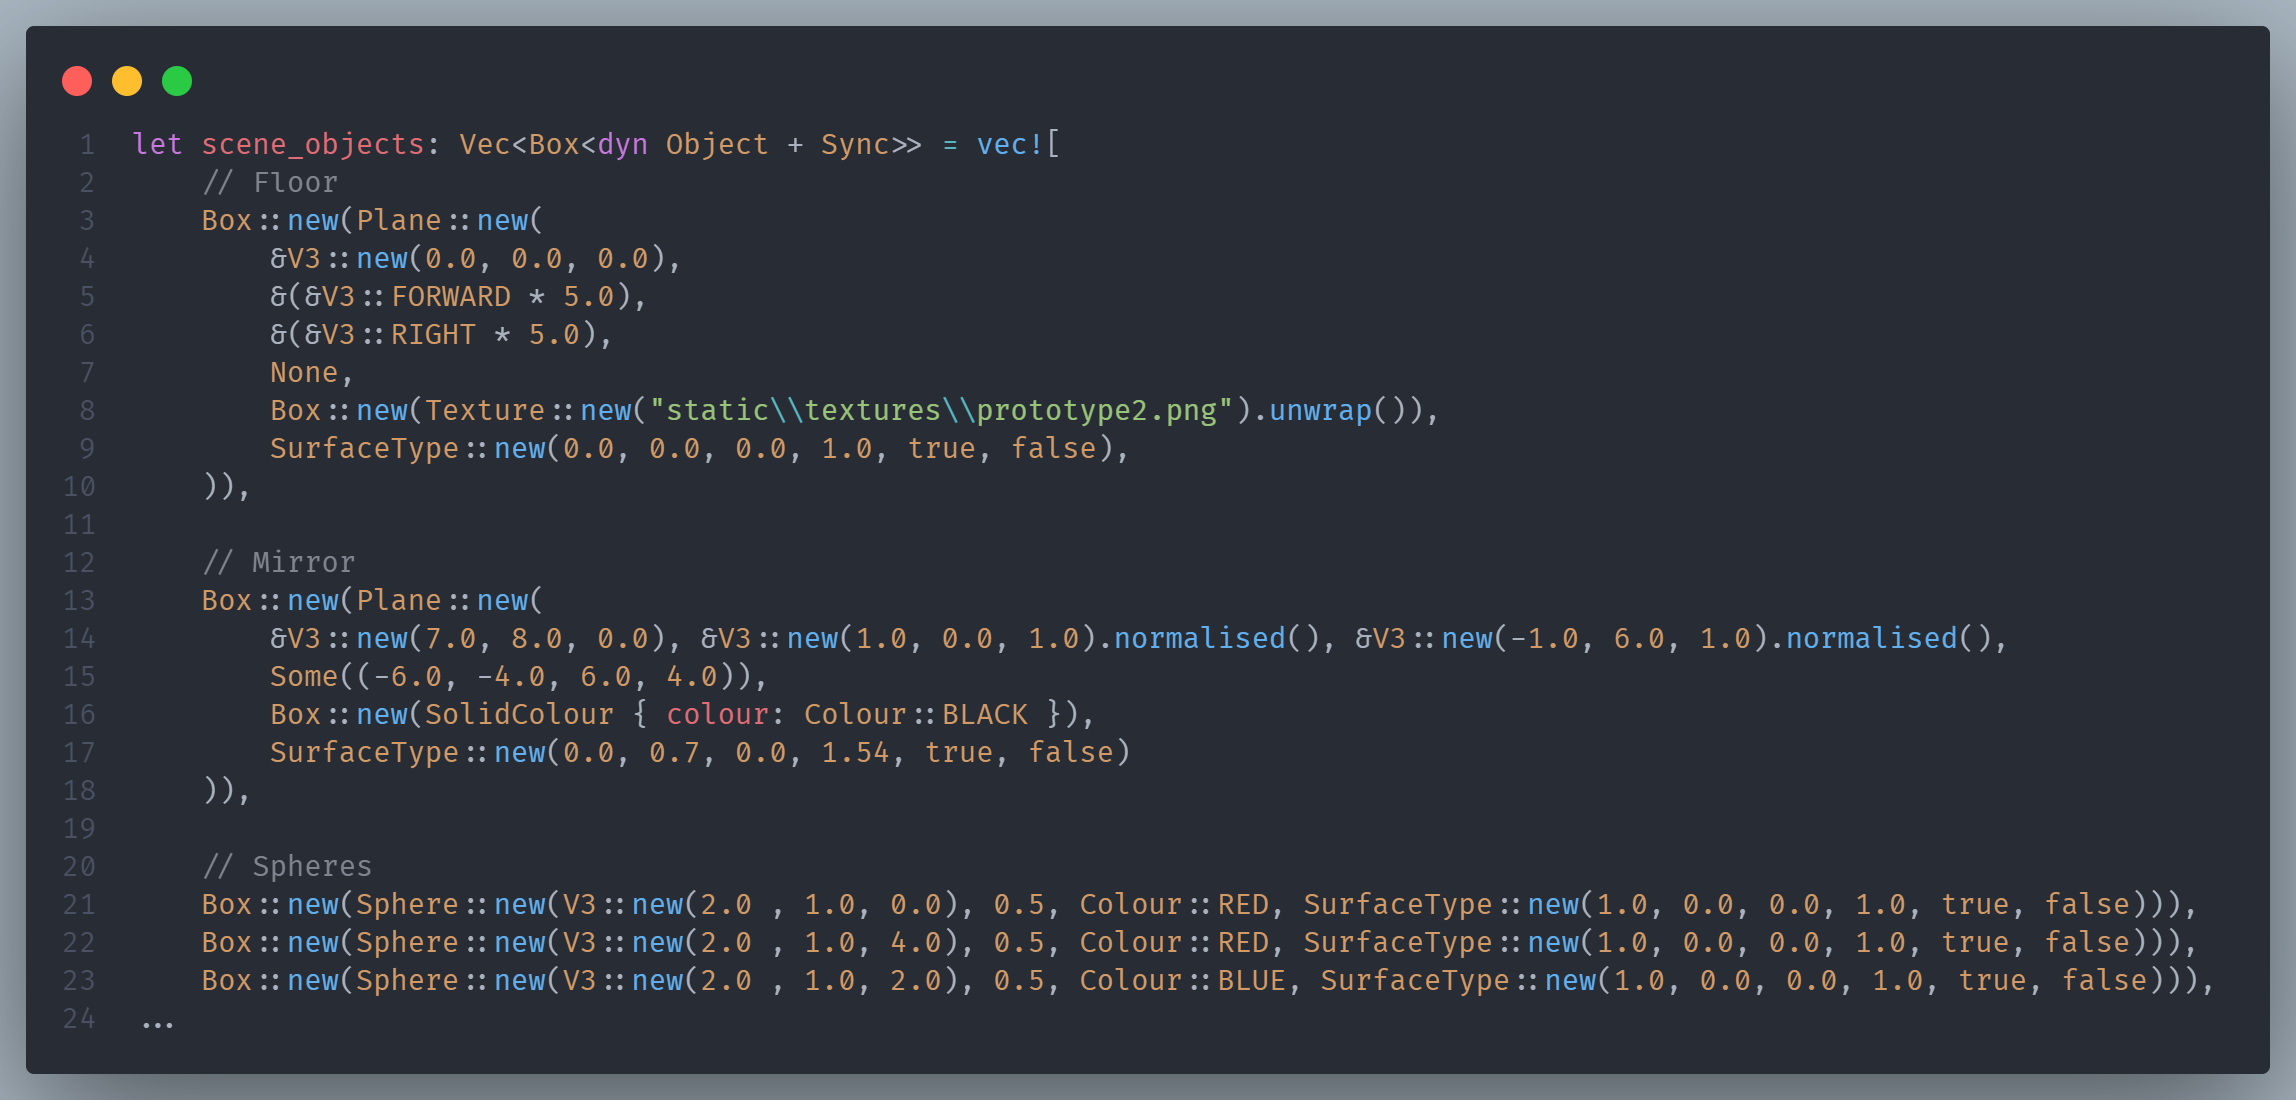 1 let scene_objects: Vec<Box<dyn Object + Sync>> = vec![
2     // Floor
3     Box::new(Plane::new(
4         &V3::new(0.0, 0.0, 0.0),
5         &(&V3::FORWARD * 5.0),
6         &(&V3::RIGHT * 5.0),
7         None,
8         Box::new(Texture::new("static\\textures\\prototype2.png").unwrap()),
9         SurfaceType::new(0.0, 0.0, 0.0, 1.0, true, false),
10     )),
11
12     // Mirror
13     Box::new(Plane::new(
14         &V3::new(7.0, 8.0, 0.0), &V3::new(1.0, 0.0, 1.0).normalised(), &V3::new(-1.0, 6.0, 1.0).normalised(),
15         Some((-6.0, -4.0, 6.0, 4.0)),
16         Box::new(SolidColour { colour: Colour::BLACK }),
17         SurfaceType::new(0.0, 0.7, 0.0, 1.54, true, false)
18     )),
19
20     // Spheres
21     Box::new(Sphere::new(V3::new(2.0 , 1.0, 0.0), 0.5, Colour::RED, SurfaceType::new(1.0, 0.0, 0.0, 1.0, true, false))),
22     Box::new(Sphere::new(V3::new(2.0 , 1.0, 4.0), 0.5, Colour::RED, SurfaceType::new(1.0, 0.0, 0.0, 1.0, true, false))),
23     Box::new(Sphere::new(V3::new(2.0 , 1.0, 2.0), 0.5, Colour::BLUE, SurfaceType::new(1.0, 0.0, 0.0, 1.0, true, false))),
24 ...